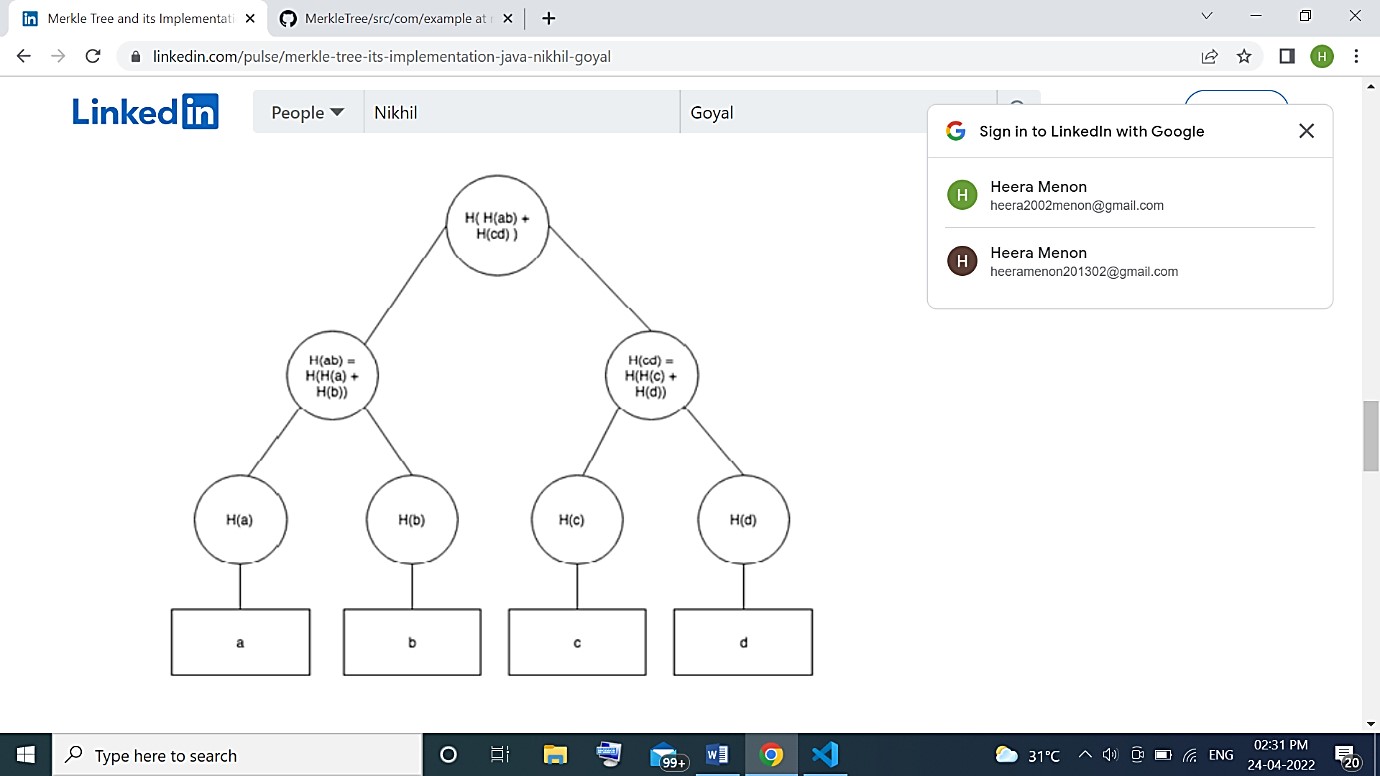 Merkle Tree and its Implementati
MerkleTree/src/com/example at
linkedin.com/pulse/merkle-tree-its-implementation-java-nikhil-goyal
H
Linked in
People
Nikhil
Goyal
Sign in to LinkedIn with Google
H
Heera Menon
heera2002menon@gmail.com
H
Heera Menon
heeramenon201302@gmail.com
H( H(ab) +
H(cd) )
H(ab) =
H(H(a) +
H(b))
H(cd) =
H(H(c) +
H(d))
H(a)
H(b)
H(c)
H(d)
a
b
c
d
Type here to search
99+
31°C
ENG
02:31 PM
24-04-2022
20